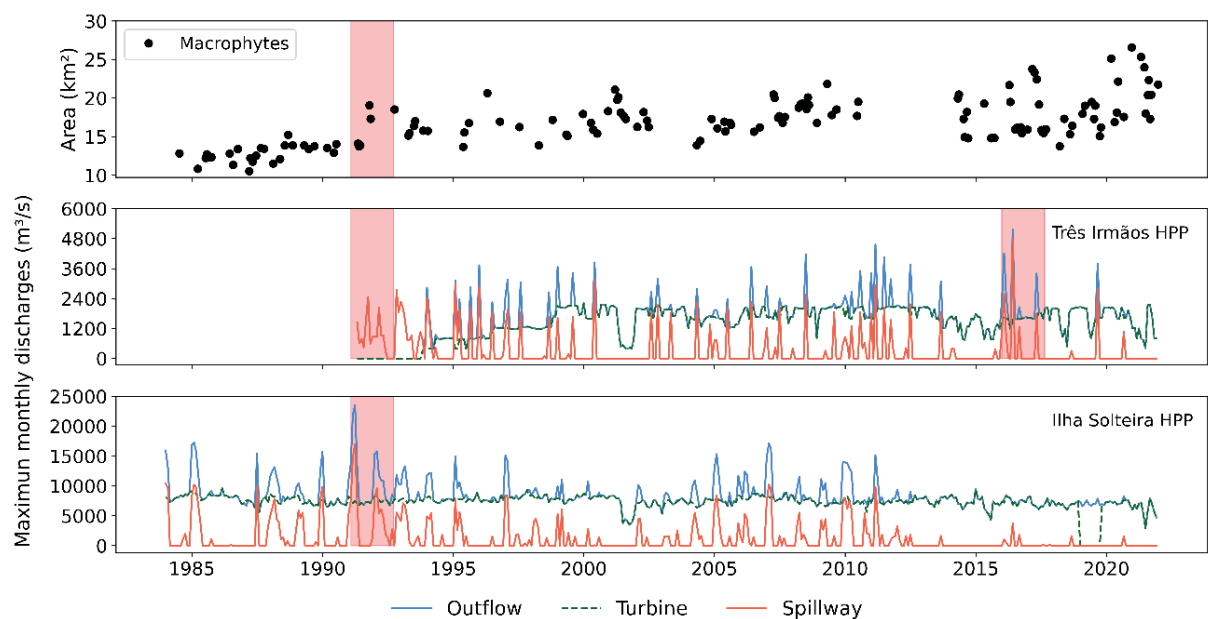 Area (km²)
30
25
20
15
10
Macrophytes
Maximun monthly discharges (m³/s)
6000
4800
3600
2400
1200
0
Três Irmãos HPP
25000
20000
15000
10000
5000
0
Ilha Solteira HPP
1985 1990 1995 2000 2005 2010 2015 2020
Outflow Turbine Spillway